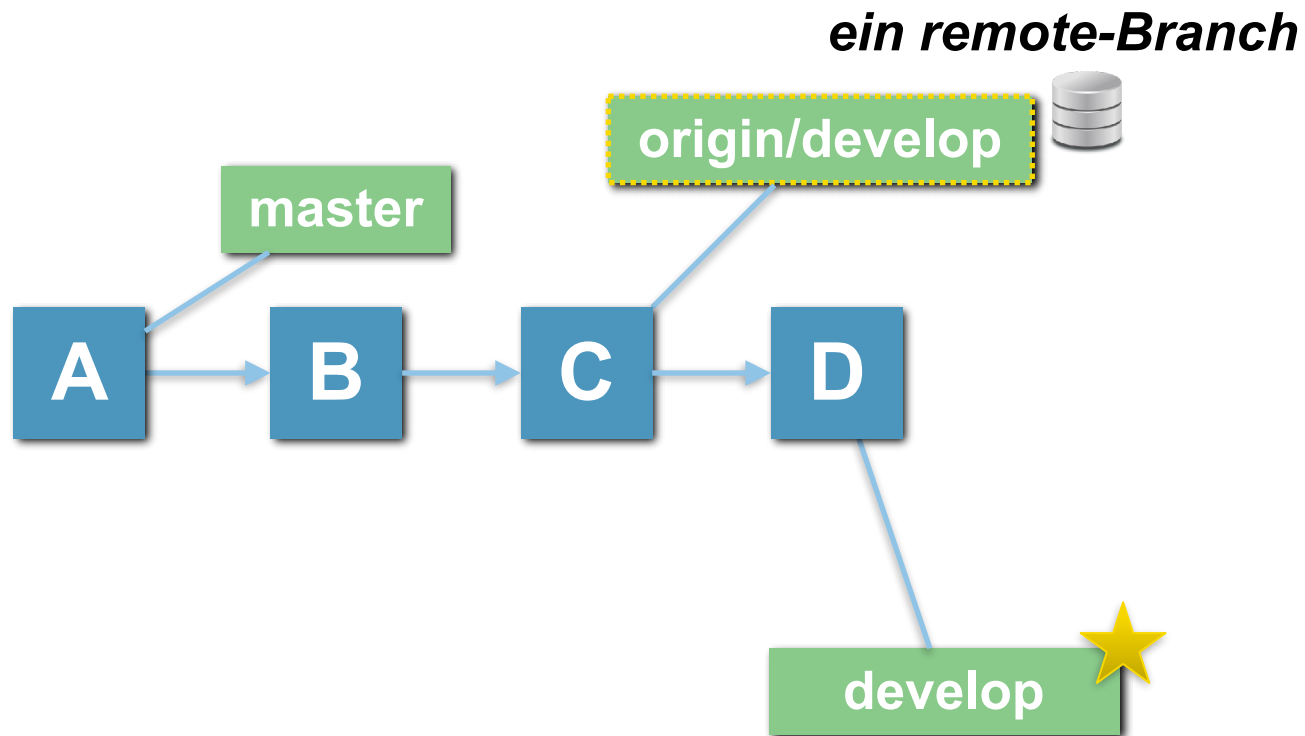 ein remote-Branch
origin/develop
master
A
B
C
D
develop